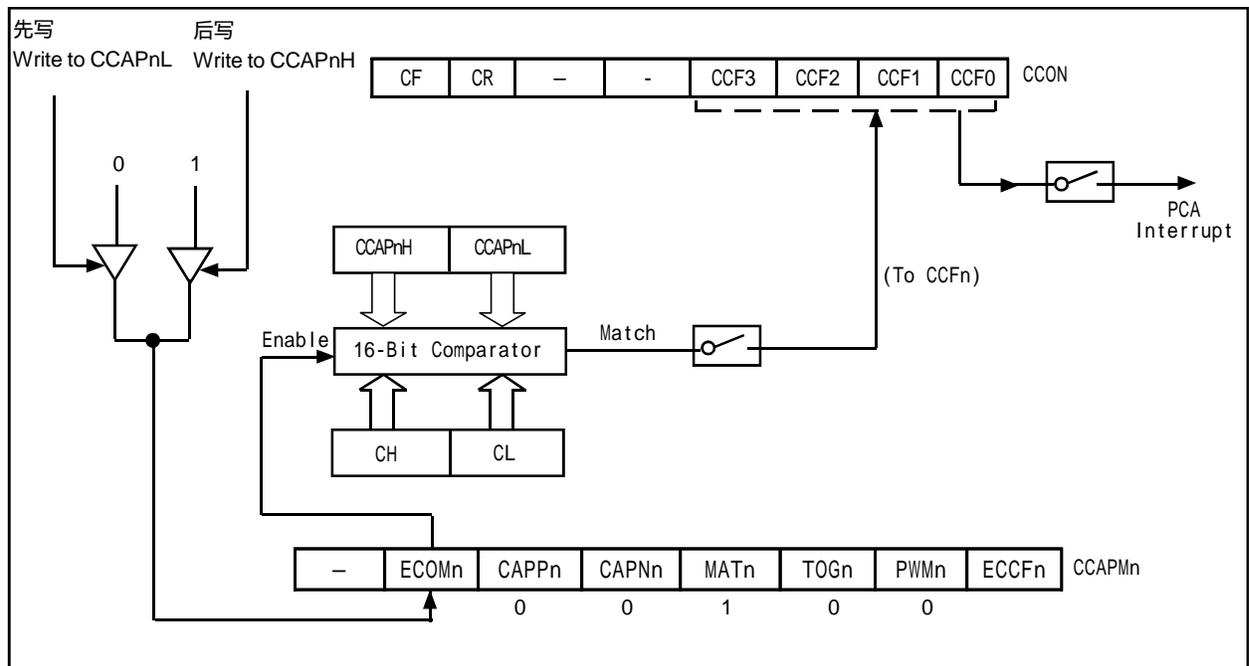 先写
后写
Write to CCAPnL
Write to CCAPnH
CF CR – - CCF3 CCF2 CCF1 CCF0 CCON
0 1
PCA
Interrupt
CCAPnH CCAPnL
(To CCFn)
Enable
16-Bit Comparator
Match
CH CL
– ECOMn CAPPn CAPNn MATn TOGn PWMn ECCFn CCAPMn
0 0 1 0 0